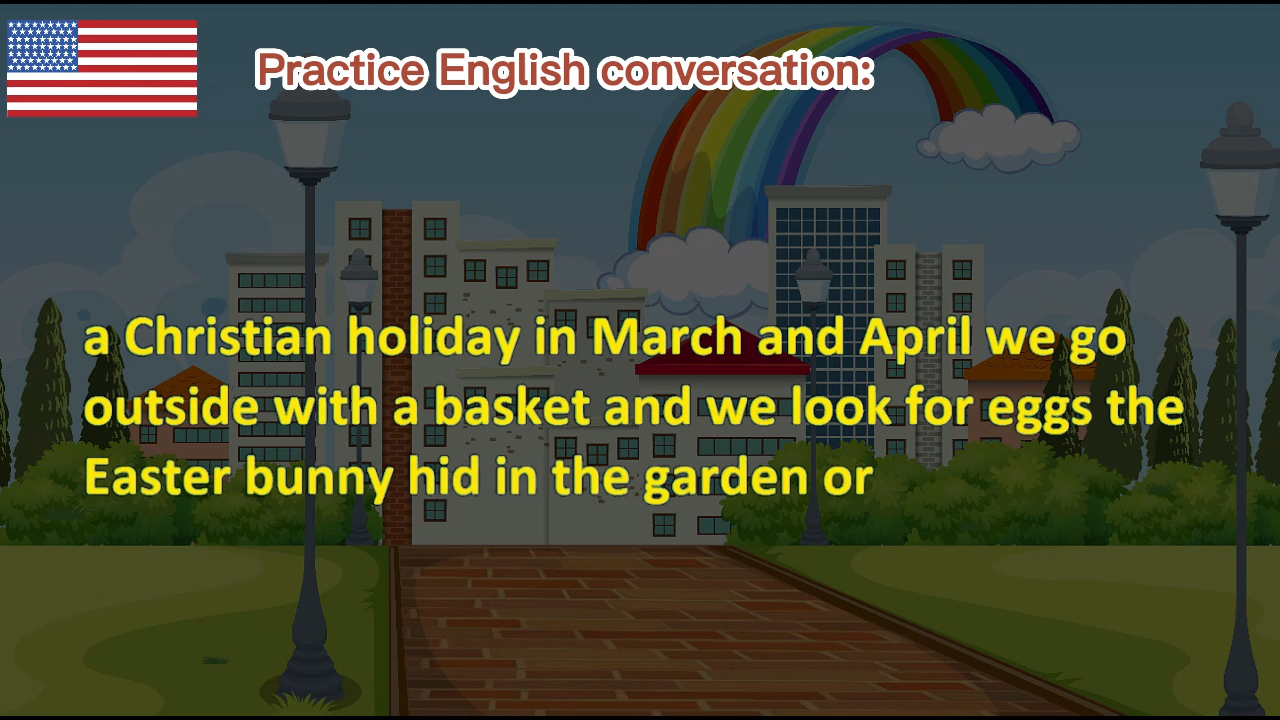 Practice English conversation:
a Christian holiday in March and April we go
outside with a basket and we look for eggs the
Easter bunny hid in the garden or